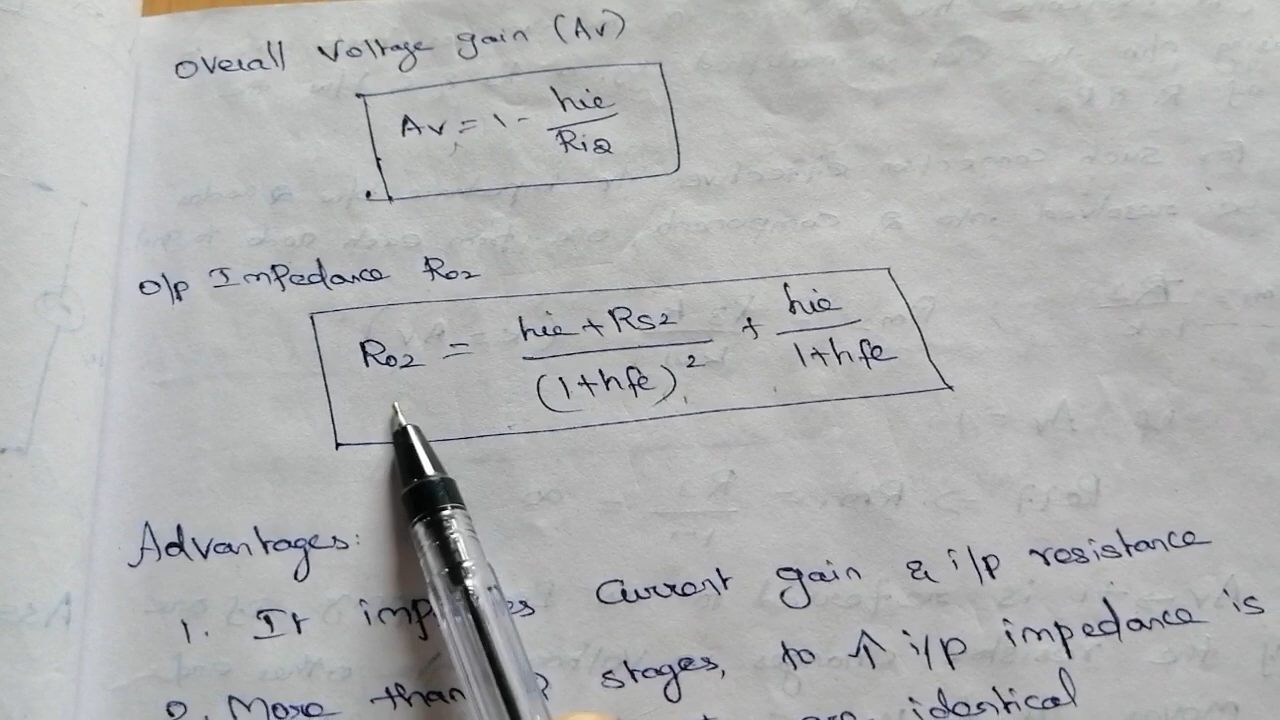 Overall Voltage gain (Av)
Av = 1 - hie / Ri2
O/p Impedance Ro2
Ro2 = hie + Rs2 / (1+hfe)² + hie / 1+hfe
Advantages:
1. It Current gain & i/p resistance
2. More than stages, to ↑ i/p impedance is
identical